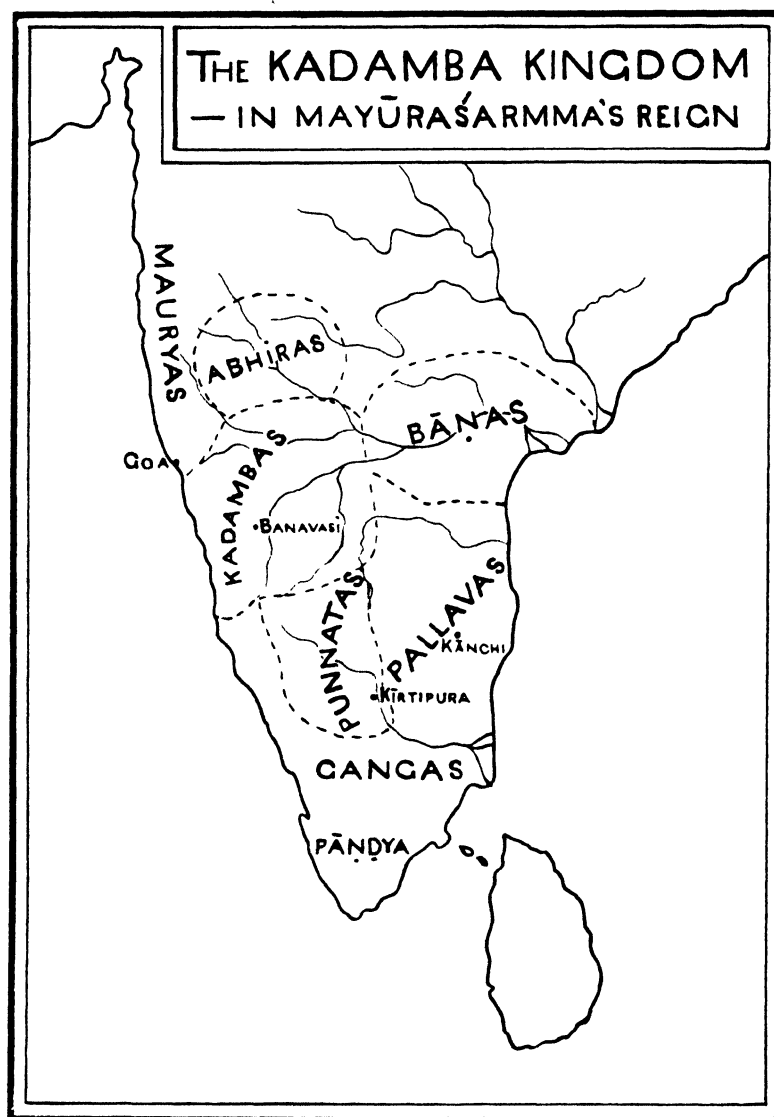 THE KADAMBA KINGDOM
— IN MAYŪRAŚARMMA'S REIGN
MAURYAS
ABHIRAS
BĀṆAS
GOA
KADAMBAS
BANAVASI
PUNNATAS
PALLAVAS
KĀNCHI
KĪRTIPURA
GANGAS
PĀṆḌYA